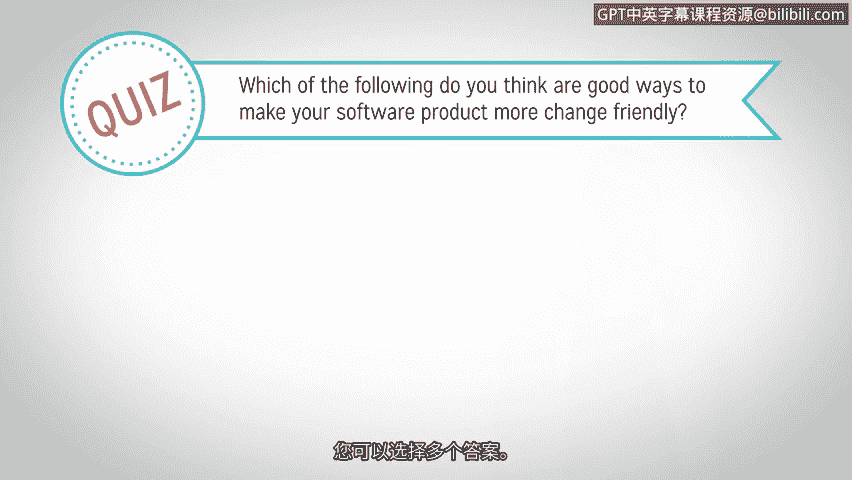 GPT中英字幕课程资源@bilibili.com
QUIZ
Which of the following do you think are good ways to
make your software product more change friendly?
您可以选择多个答案。